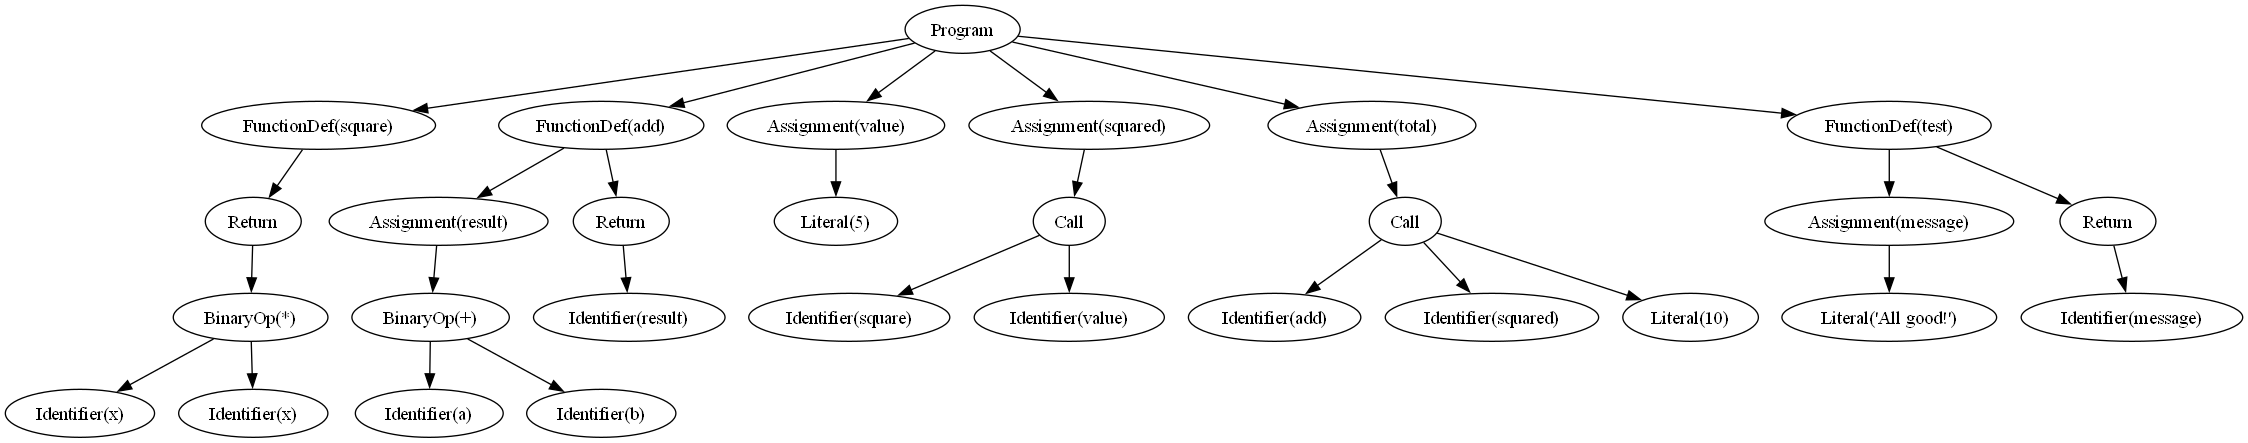 Program
FunctionDef(square)
FunctionDef(add)
Assignment(value)
Assignment(squared)
Assignment(total)
FunctionDef(test)
Return
Assignment(result)
Return
Literal(5)
Call
Call
Assignment(message)
Return
BinaryOp(*)
BinaryOp(+)
Identifier(result)
Identifier(square)
Identifier(value)
Identifier(add)
Identifier(squared)
Literal(10)
Literal('All good!')
Identifier(message)
Identifier(x)
Identifier(x)
Identifier(a)
Identifier(b)